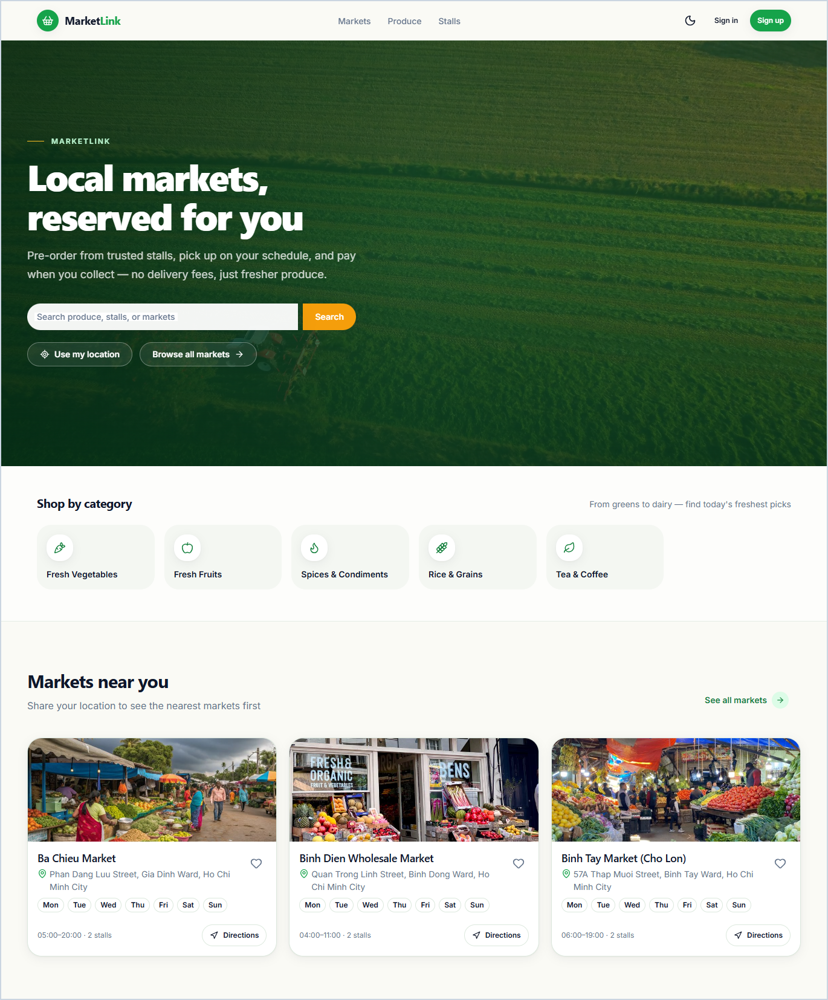 MarketLink
Markets Produce Stalls
Sign in
Sign up
MARKETLINK
Local markets,
reserved for you
Pre-order from trusted stalls, pick up on your schedule, and pay
when you collect — no delivery fees, just fresher produce.
Search produce, stalls, or markets
Search
Use my location
Browse all markets
Shop by category
From greens to dairy — find today's freshest picks
Fresh Vegetables
Fresh Fruits
Spices & Condiments
Rice & Grains
Tea & Coffee
Markets near you
Share your location to see the nearest markets first
See all markets
FRESH &
ORGANIC
FRUIT & VEGETABLES
BENS
Ba Chieu Market
Phan Dang Luu Street, Gia Dinh Ward, Ho Chi
Minh City
Mon Tue Wed Thu Fri Sat Sun
05:00–20:00 · 2 stalls
Directions
Binh Dien Wholesale Market
Quan Trong Linh Street, Binh Dong Ward, Ho
Chi Minh City
Mon Tue Wed Thu Fri Sat Sun
04:00–11:00 · 2 stalls
Directions
Binh Tay Market (Cho Lon)
57A Thap Muoi Street, Binh Tay Ward, Ho Chi
Minh City
Mon Tue Wed Thu Fri Sat Sun
06:00–19:00 · 2 stalls
Directions